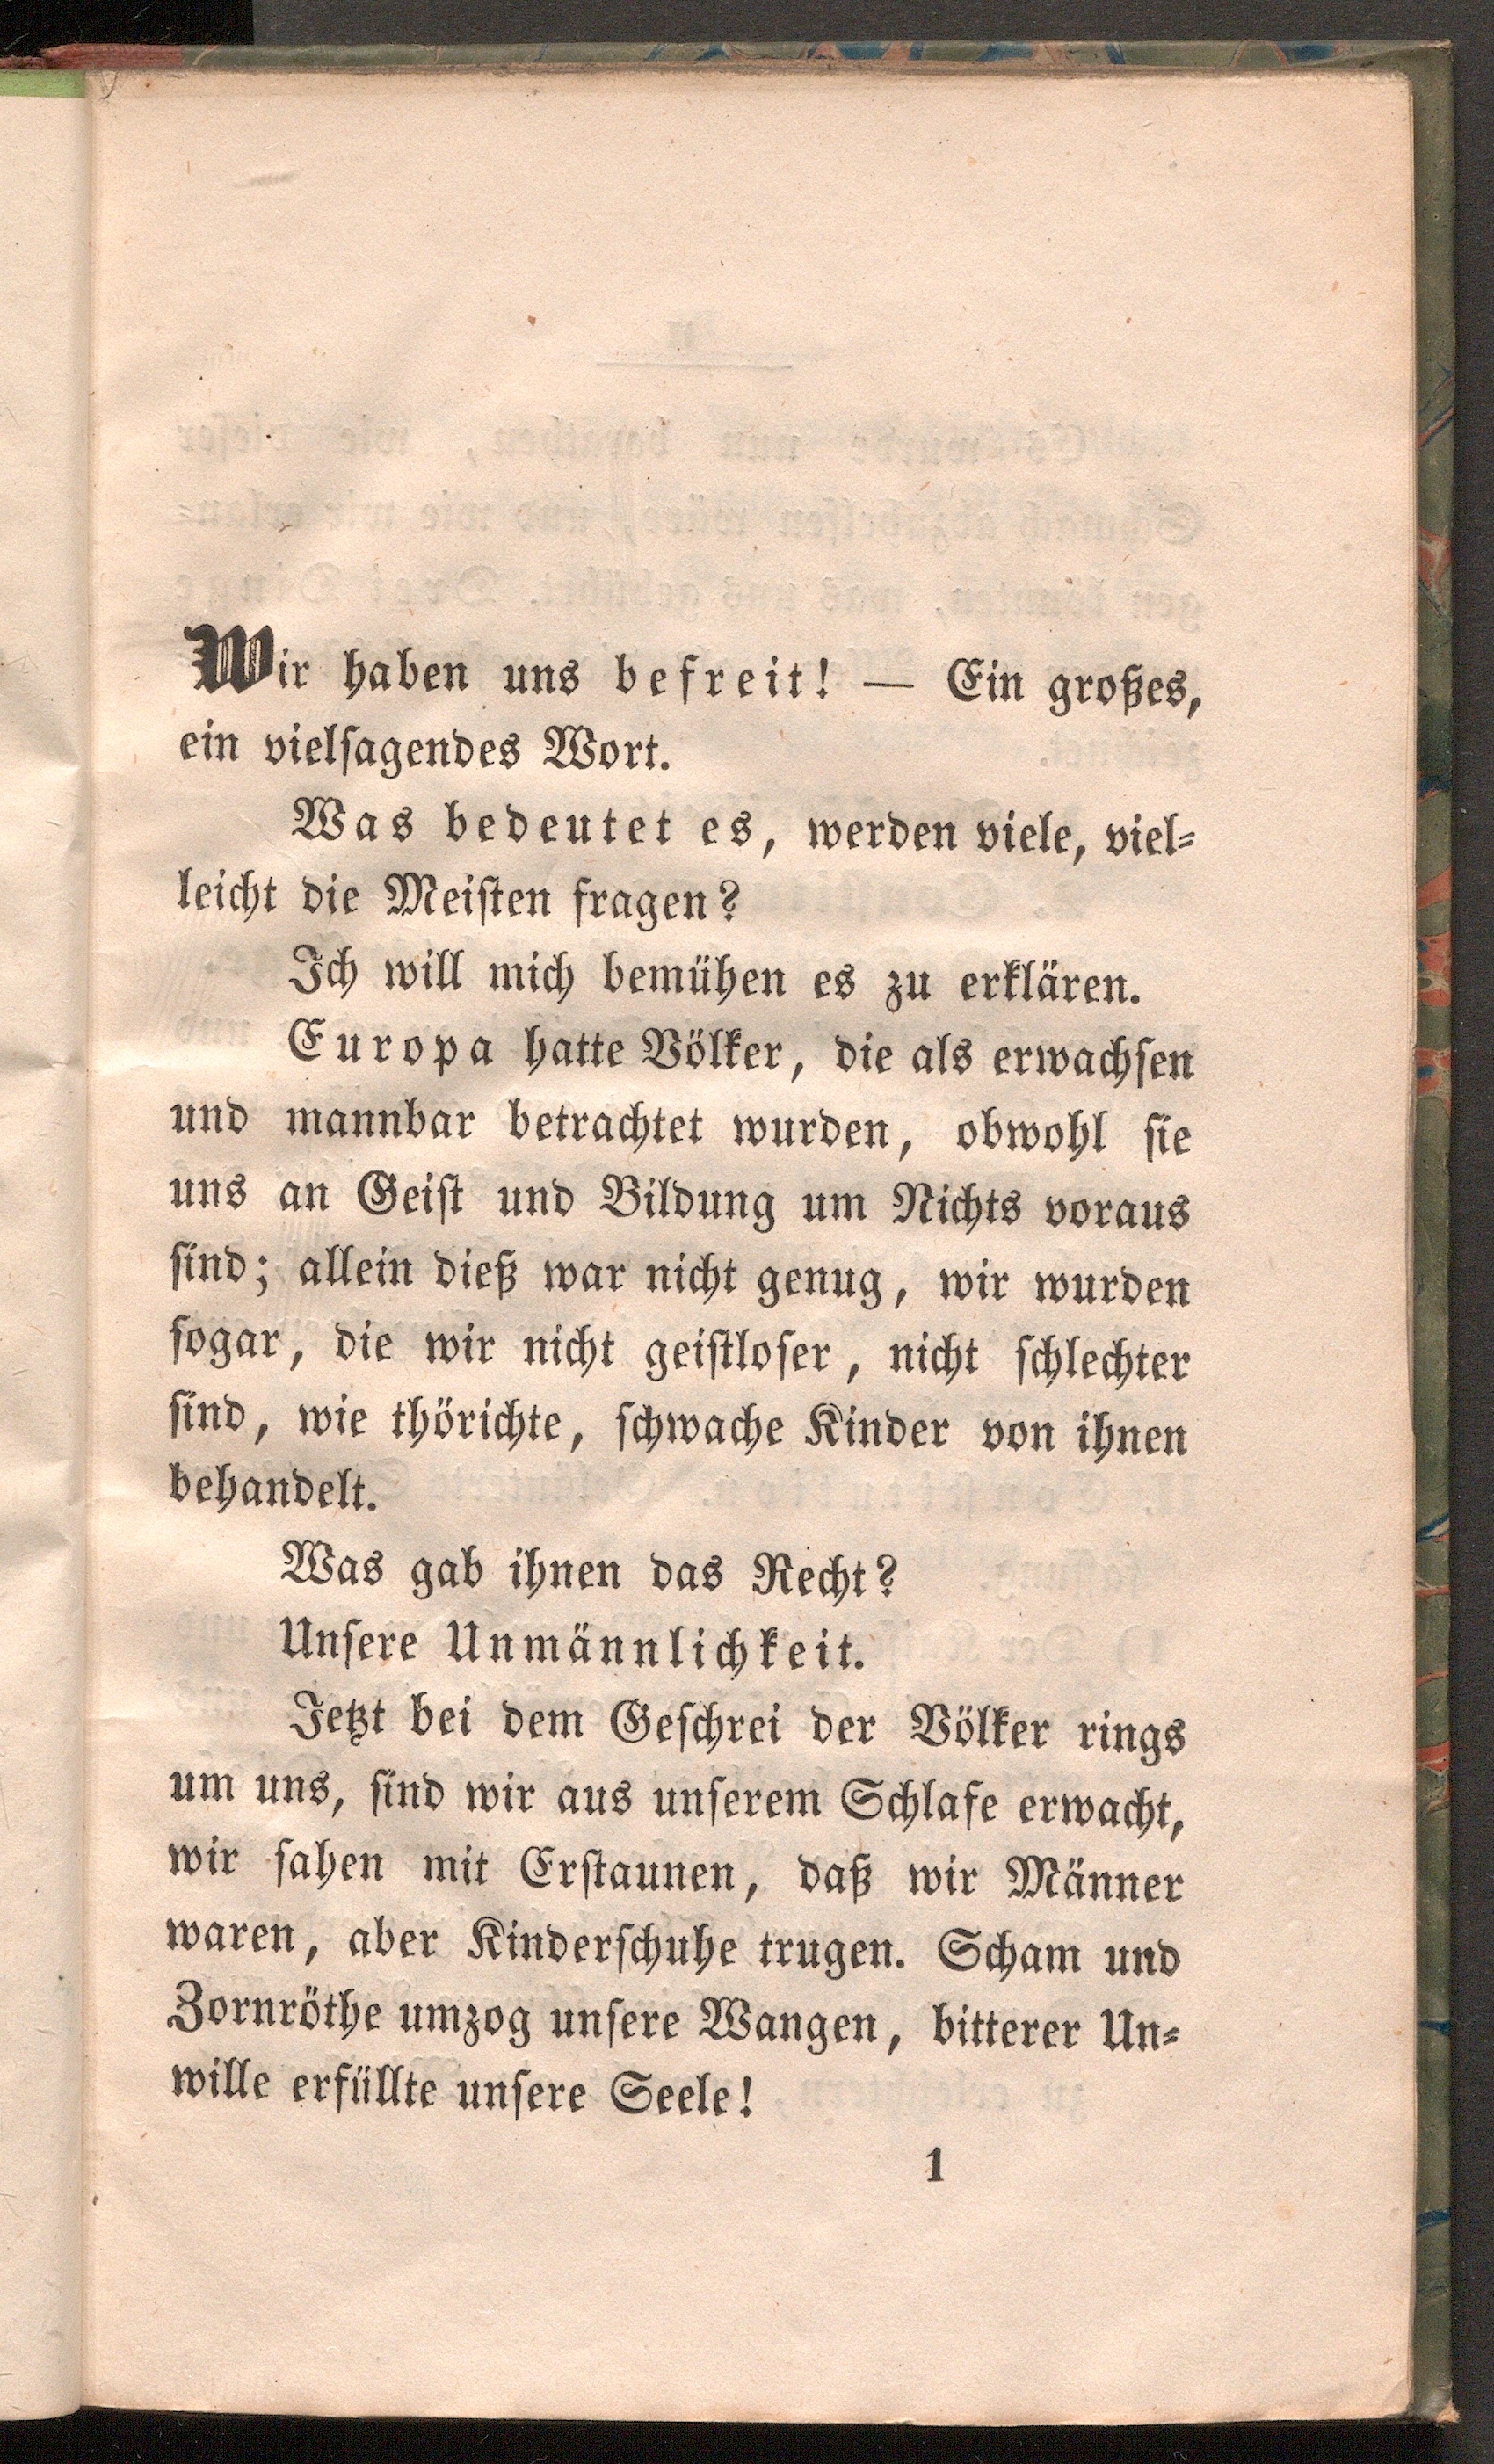 Wir haben uns befreit! — Ein großes,
ein vielſagendes Wort.
Was bedeutet es, werden viele, viel⸗
leicht die Meiſten fragen?
Ich will mich bemühen es zu erklären.
Europa hatte Völker, die als erwachſen
und mannbar betrachtet wurden, obwohl ſie
uns an Geiſt und Bildung um Nichts voraus
ſind; allein dieß war nicht genug, wir wurden
ſogar, die wir nicht geiſtloſer, nicht ſchlechter
ſind, wie thörichte, ſchwache Kinder von ihnen
behandelt.
Was gab ihnen das Recht?
Unſere Unmännlichkeit.
Jetzt bei dem Geſchrei der Völker rings
um uns, ſind wir aus unſerem Schlafe erwacht,
wir ſahen mit Erſtaunen, daß wir Männer
waren, aber Kinderſchuhe trugen. Scham und
Zornröthe umzog unſere Wangen, bitterer Un⸗
wille erfüllte unſere Seele!
1